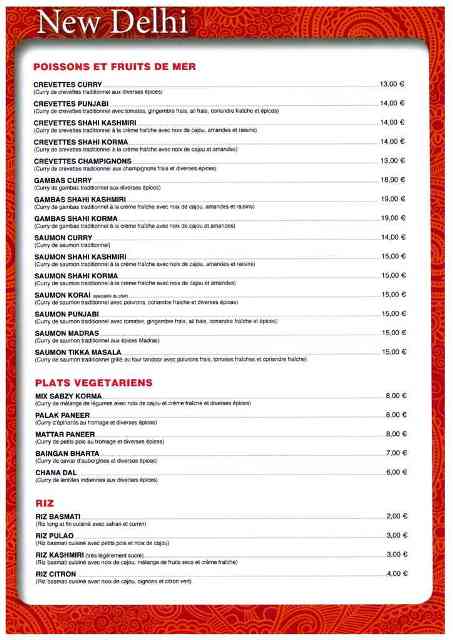 New Delhi
POISSONS ET FRUITS DE MER
CREVETTES CURRY 13,00 €
(Curry de crevettes traditionnel aux diverses épices)
CREVETTES PUNJABI 14,00 €
(Curry de crevettes traditionnel avec tomates, gingembre frais, ail frais, coriandre fraîche et épices)
CREVETTES SHAHI KASHMIRI 14,00 €
(Curry de crevettes traditionnel à la crème fraîche avec noix de cajou, amandes et raisins)
CREVETTES SHAHI KORMA 14,00 €
(Curry de crevettes traditionnel à la crème fraîche avec noix de cajou et amandes)
CREVETTES CHAMPIGNONS 13,00 €
(Curry de crevettes traditionnel aux champignons frais et diverses épices)
GAMBAS CURRY 18,00 €
(Curry de gambas traditionnel aux diverses épices)
GAMBAS SHAHI KASHMIRI 19,00 €
(Curry de gambas traditionnel à la crème fraîche avec noix de cajou, amandes et raisins)
GAMBAS SHAHI KORMA 19,00 €
(Curry de gambas traditionnel à la crème fraîche avec noix de cajou et amandes)
SAUMON CURRY 14,00 €
(Curry de saumon traditionnel)
SAUMON SHAHI KASHMIRI 15,00 €
(Curry de saumon traditionnel à la crème fraîche avec noix de cajou, amandes et raisins)
SAUMON SHAHI KORMA 15,00 €
(Curry de saumon traditionnel à la crème fraîche avec noix de cajou et amandes)
SAUMON KORAI 15,00 €
(Curry de saumon traditionnel avec poivrons, coriandre fraîche et diverses épices)
SAUMON PUNJABI 15,00 €
(Curry de saumon traditionnel avec tomates, gingembre frais, ail frais, coriandre fraîche et épices)
SAUMON MADRAS 15,00 €
(Curry de saumon traditionnel aux épices Madras)
SAUMON TIKKA MASALA 15,00 €
(Curry de saumon traditionnel grillé au four tandoor avec poivrons frais, tomates fraîches et coriandre fraîche)
PLATS VEGETARIENS
MIX SABZY KORMA 8,00 €
(Curry de mélange de légumes avec noix de cajou et crème fraîche et diverses épices)
PALAK PANEER 8,00 €
(Curry d'épinards au fromage et diverses épices)
MATTAR PANEER 8,00 €
(Curry de petits pois au fromage et diverses épices)
BAINGAN BHARTA 7,00 €
(Curry de caviar d'aubergines et diverses épices)
CHANA DAL 6,00 €
(Curry de lentilles indiennes aux diverses épices)
RIZ
RIZ BASMATI 2,00 €
(Riz long et fin cuisiné avec safran et cumin)
RIZ PULAO 3,00 €
(Riz basmati cuisiné avec petits pois et noix de cajou)
RIZ KASHMIRI (très légèrement sucré) 3,00 €
(Riz basmati cuisiné avec noix de cajou, mélange de fruits secs et crème fraîche)
RIZ CITRON 4,00 €
(Riz basmati cuisiné avec noix de cajou, oignons et citron vert)